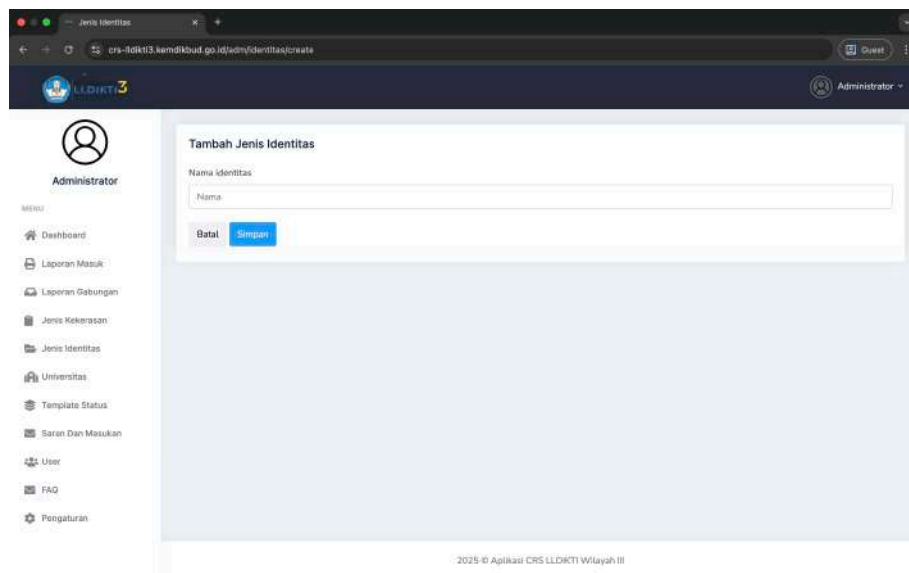 Jenis Identitas
crs-lldikti3.kemdikbud.go.id/adm/identitas/create
Guest
LLDIKTI3
Administrator
Administrator
MENU
Dashboard
Laporan Masuk
Laporan Gabungan
Jenis Kekerasan
Jenis Identitas
Universitas
Template Status
Saran Dan Masukan
User
FAQ
Pengaturan
Tambah Jenis Identitas
Nama identitas
Nama
Batal
Simpan
2025 © Aplikasi CRS LLDIKTI Wilayah III